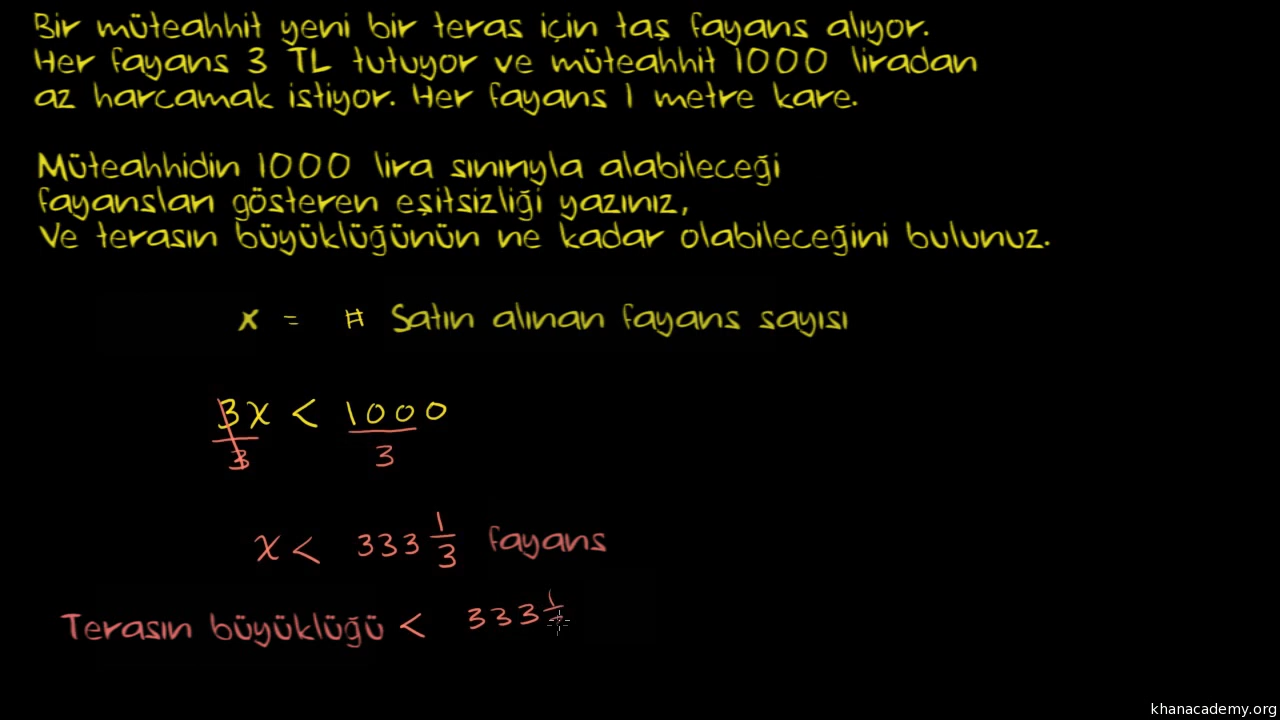 Bir müteahhit yeni bir teras için taş fayans alıyor.
Her fayans 3 TL tutuyor ve müteahhit 1000 liradan
az harcamak istiyor. Her fayans 1 metre kare.
Müteahhidin 1000 lira sınırıyla alabileceği
fayansları gösteren eşitsizliği yazınız,
Ve terasın büyüklüğünün ne kadar olabileceğini bulunuz.
x = # Satın alınan fayans sayısı
3x < 1000
3 3
x < 333 1/3 fayans
Terasın büyüklüğü < 333 1/
khanacademy.org